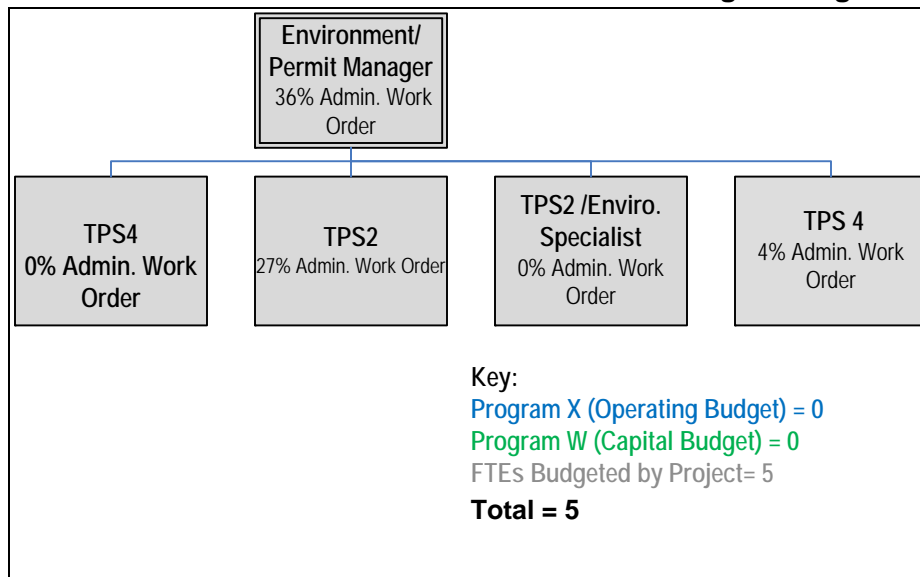 Environment/
Permit Manager
36% Admin. Work
Order
TPS4
0% Admin. Work
Order
TPS2
27% Admin. Work Order
TPS2 /Enviro.
Specialist
0% Admin. Work
Order
TPS 4
4% Admin. Work
Order
Key:
Program X (Operating Budget) = 0
Program W (Capital Budget) = 0
FTEs Budgeted by Project= 5
Total = 5